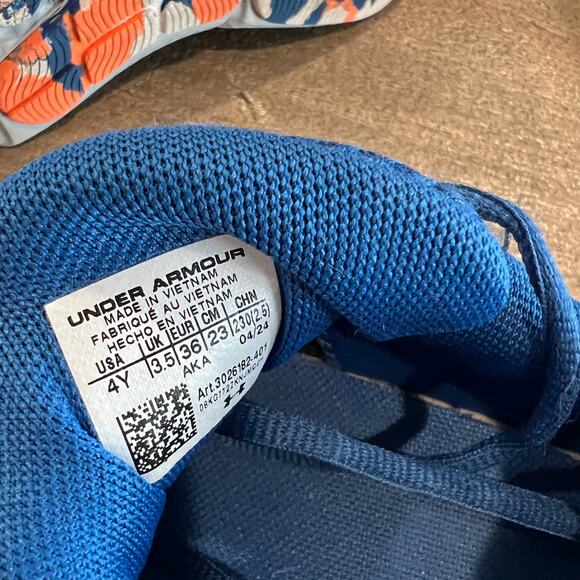 UNDER ARMOUR
MADE IN VIETNAM
FABRIQUÉ AU VIETNAM
HECHO EN VIETNAM
USA UK EUR CM CHN
4Y 3.5 36 23 230(2.5)
AKA 04/24
Art.3026182-401